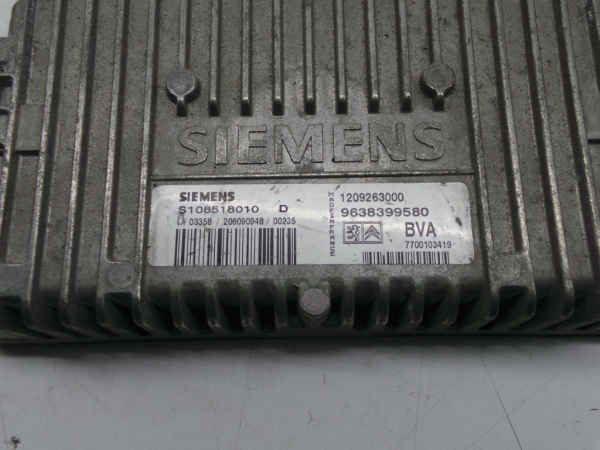 SIEMENS
SIEMENS
S108518010 D
L# 03358 / 206090948 / 00235
MADE IN FRANCE
1209263000
9638399580
BVA
7700103419